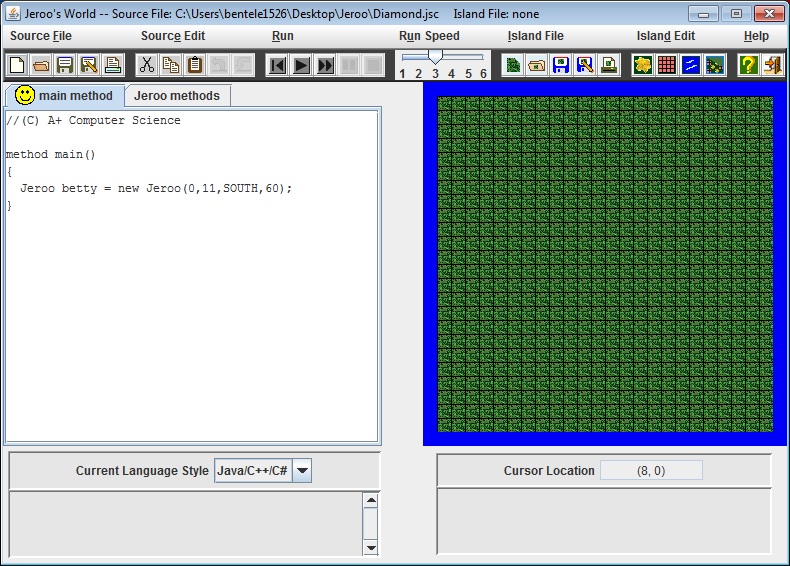 Jeroo's World -- Source File: C:\Users\bentele1526\Desktop\Jeroo\Diamond.jsc Island File: none
Source File Source Edit Run Run Speed Island File Island Edit Help
1 2 3 4 5 6
main method Jeroo methods
//(C) A+ Computer Science
method main()
{
Jeroo betty = new Jeroo(0,11,SOUTH,60);
}
Current Language Style Java/C++/C#
Cursor Location (8, 0)